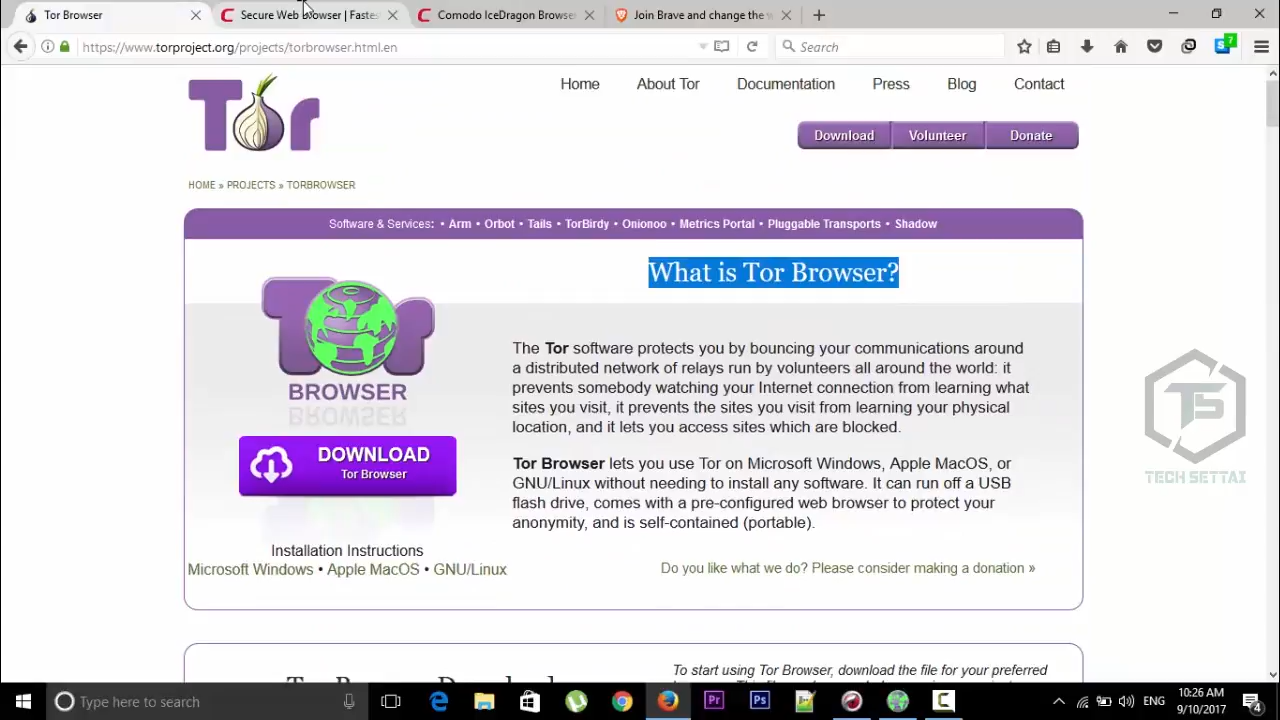 Tor Browser
Secure Web Browser | Fastes
Comodo IceDragon Browser
Join Brave and change the
https://www.torproject.org/projects/torbrowser.html.en
Search
7
Tor
Home
About Tor
Documentation
Press
Blog
Contact
Download
Volunteer
Donate
HOME » PROJECTS » TORBROWSER
Software & Services: • Arm • Orbot • Tails • TorBirdy • Onionoo • Metrics Portal • Pluggable Transports • Shadow
What is Tor Browser?
Tor
BROWSER
DOWNLOAD
Tor Browser
The Tor software protects you by bouncing your communications around
a distributed network of relays run by volunteers all around the world: it
prevents somebody watching your Internet connection from learning what
sites you visit, it prevents the sites you visit from learning your physical
location, and it lets you access sites which are blocked.
Tor Browser lets you use Tor on Microsoft Windows, Apple MacOS, or
GNU/Linux without needing to install any software. It can run off a USB
flash drive, comes with a pre-configured web browser to protect your
anonymity, and is self-contained (portable).
Installation Instructions
Microsoft Windows • Apple MacOS • GNU/Linux
Do you like what we do? Please consider making a donation »
TS
TECH SETTAI
To start using Tor Browser, download the file for your preferred
Type here to search
Pr
Ps
ENG
10:26 AM
9/10/2017
4